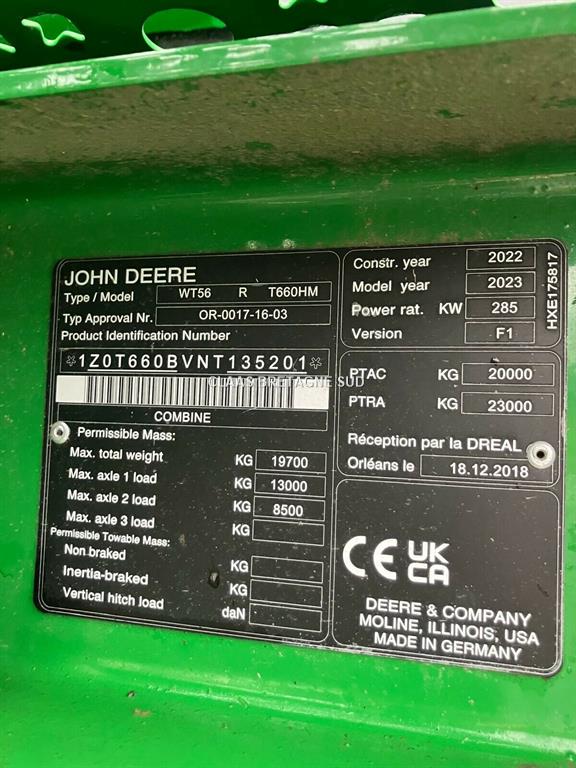 JOHN DEERE
Type / Model WT56 R T660HM
Typ Approval Nr. OR-0017-16-03
Product Identification Number
*1Z0T660BVNT135201*
CLAAS BRETAGNE SUD
COMBINE
Permissible Mass:
Max. total weight KG 19700
Max. axle 1 load KG 13000
Max. axle 2 load KG 8500
Max. axle 3 load KG
Permissible Towable Mass:
Non braked KG
Inertia-braked KG
Vertical hitch load daN
Constr. year 2022
Model year 2023
Power rat. KW 285
Version F1
HXE175817
PTAC KG 20000
PTRA KG 23000
Réception par la DREAL
Orléans le 18.12.2018
CE UK
CA
DEERE & COMPANY
MOLINE, ILLINOIS, USA
MADE IN GERMANY